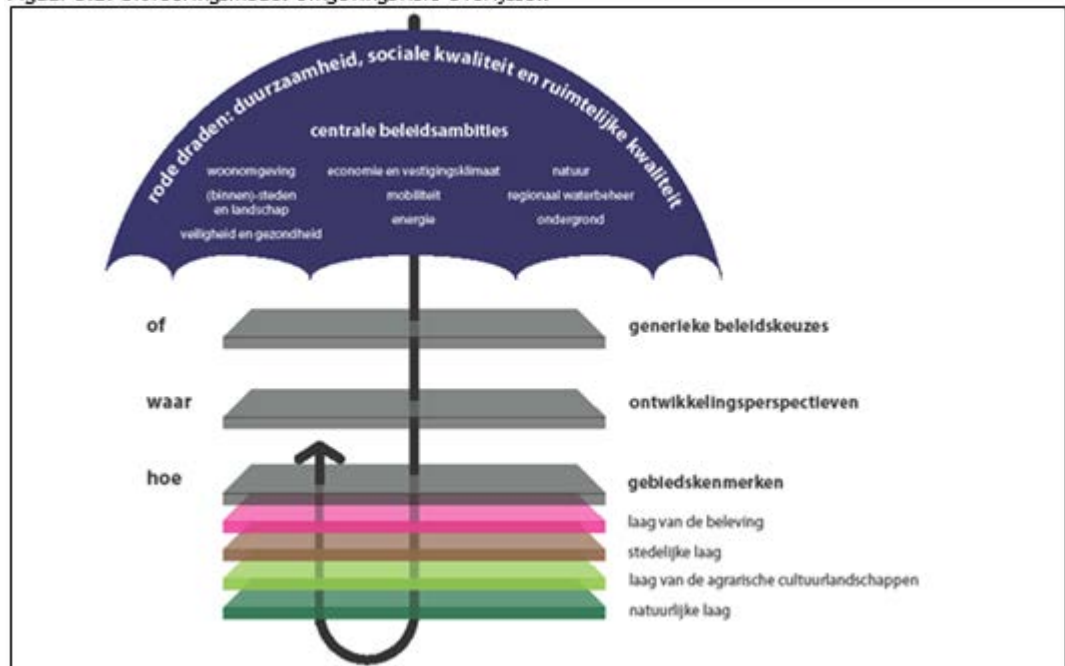 rode draden: duurzaamheid, sociale kwaliteit en ruimtelijke kwaliteit
centrale beleidsambities
woonomgeving
(binnen)-steden
en landschap
veiligheid en gezondheid
economie en vestigingsklimaat
mobiliteit
energie
natuur
regionaal waterbeheer
ondergrond
of
generieke beleidskeuzes
waar
ontwikkelingsperspectieven
hoe
gebiedskenmerken
laag van de beleving
stedelijke laag
laag van de agrarische cultuurlandschappen
natuurlijke laag